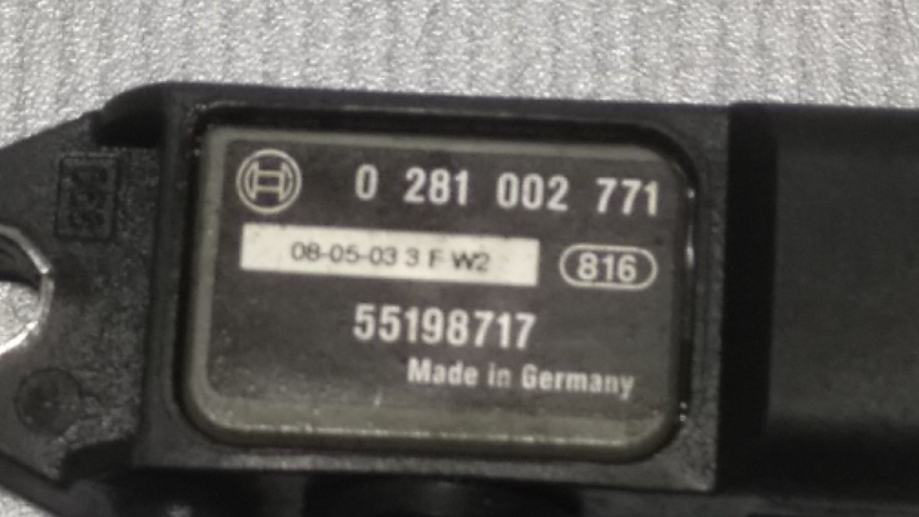 0 281 002 771
08-05-03 3 F W2
816
55198717
Made in Germany